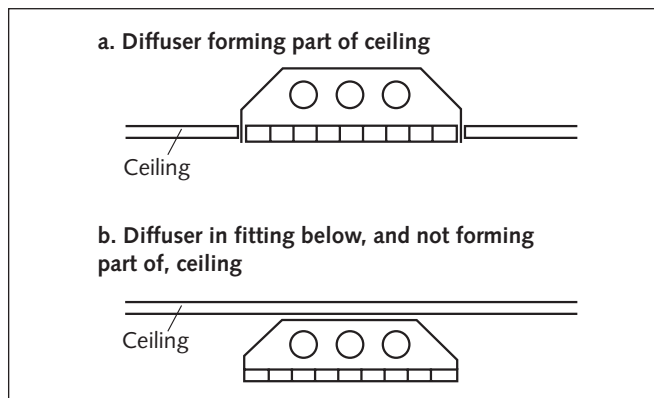 a. Diffuser forming part of ceiling
Ceiling
b. Diffuser in fitting below, and not forming
part of, ceiling
Ceiling